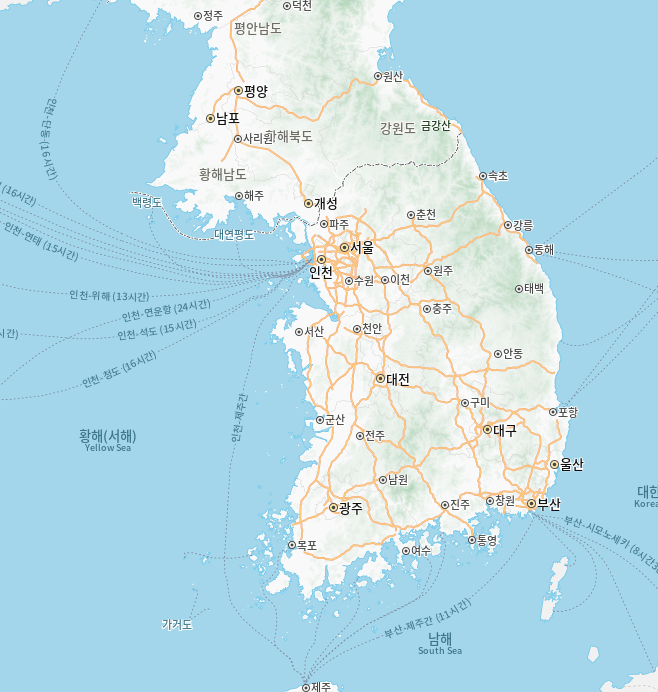 정주
덕천
평안남도
원산
평양
인천-단동 (16시간)
남포
강원도
금강산
사리원
황해북도
황해남도
속초
(16시간)
백령도
해주
개성
춘천
파주
강릉
인천-연태 (15시간)
대연평도
서울
동해
인천
원주
수원
이천
태백
인천-위해 (13시간)
인천-연운항 (24시간)
충주
인천-석도 (15시간)
서산
천안
안동
인천-청도 (16시간)
대전
구미
인천-제주간
포항
군산
황해(서해)
Yellow Sea
전주
대구
울산
남원
대한
Korea
광주
진주
창원
부산
부산-시모노세키 (8시간
목포
여수
통영
가거도
부산-제주간 (11시간)
남해
South Sea
제주